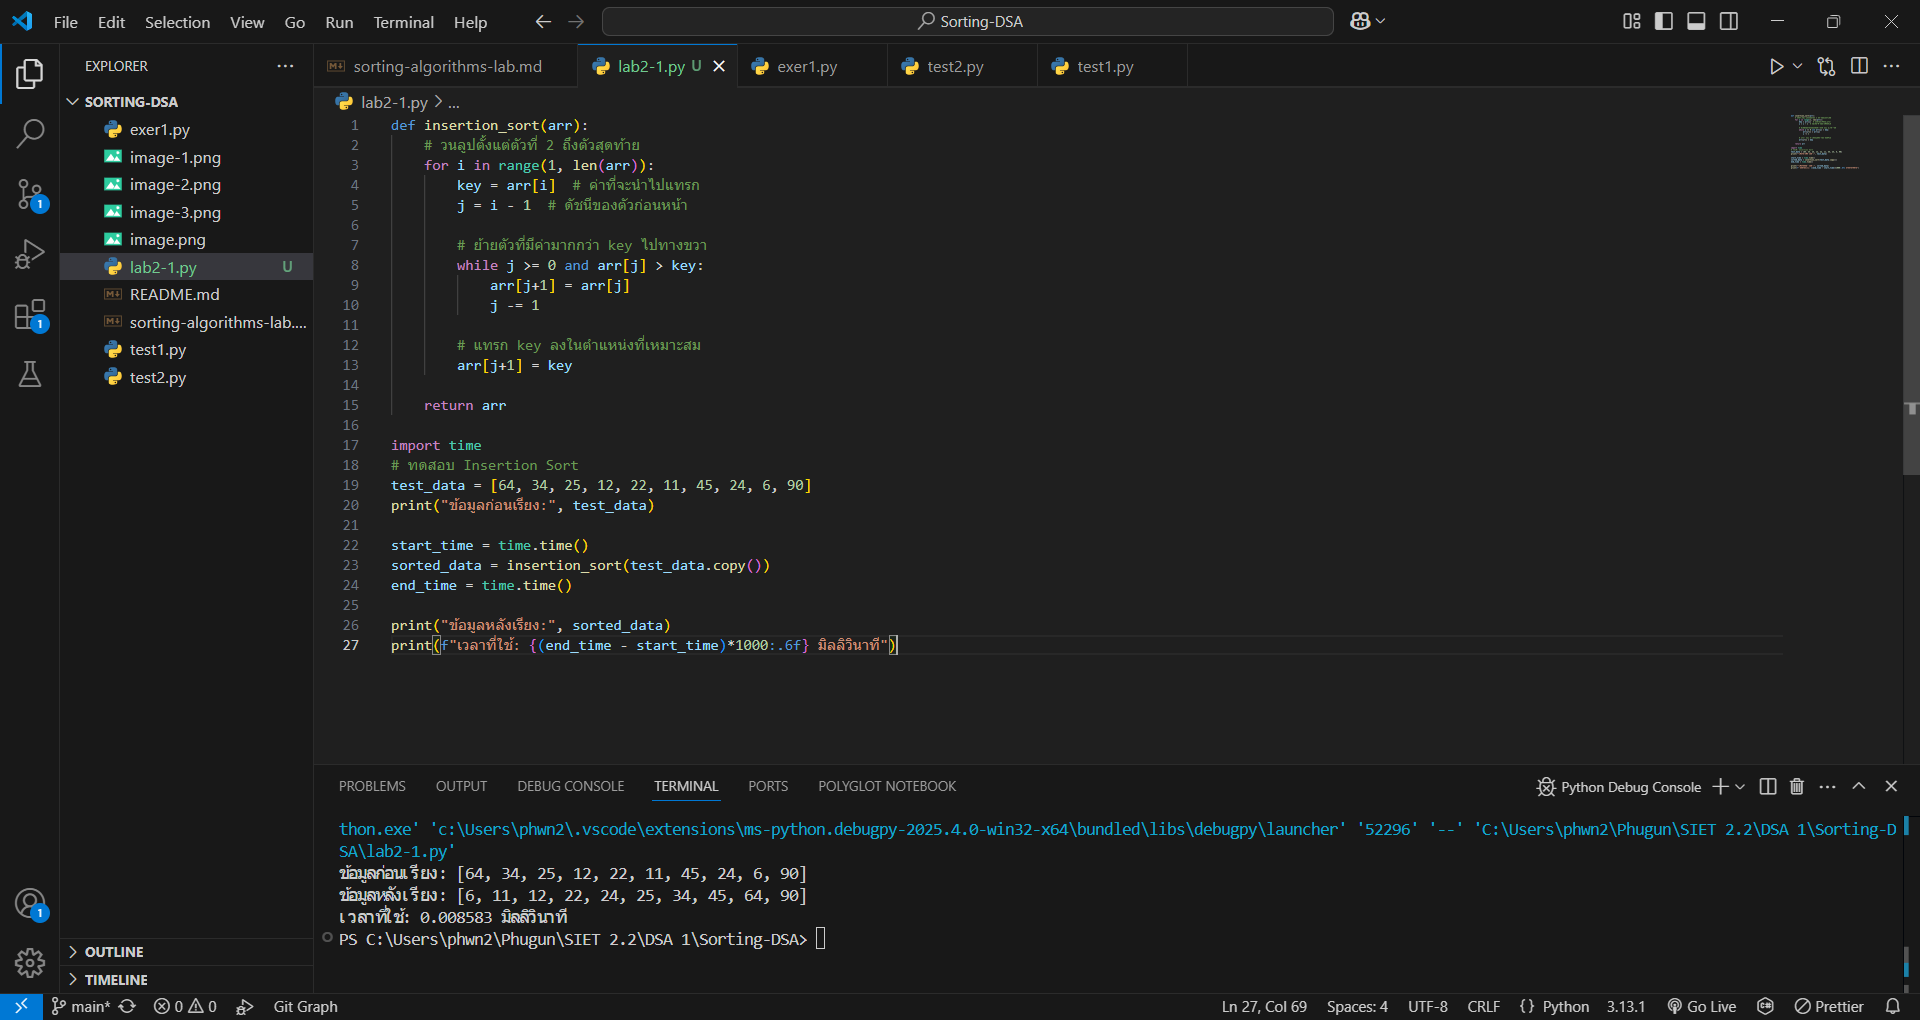 File Edit Selection View Go Run Terminal Help
Sorting-DSA
EXPLORER
SORTING-DSA
exer1.py
image-1.png
image-2.png
image-3.png
image.png
lab2-1.py U
README.md
sorting-algorithms-lab....
test1.py
test2.py
OUTLINE
TIMELINE
1
1
1
sorting-algorithms-lab.md lab2-1.py U exer1.py test2.py test1.py
lab2-1.py > ...
1 def insertion_sort(arr):
2 # วนลูปตั้งแต่ตัวที่ 2 ถึงตัวสุดท้าย
3 for i in range(1, len(arr)):
4 key = arr[i] # ค่าที่จะนำไปแทรก
5 j = i - 1 # ดัชนีของตัวก่อนหน้า
6
7 # ย้ายตัวที่มีค่ามากกว่า key ไปทางขวา
8 while j >= 0 and arr[j] > key:
9 arr[j+1] = arr[j]
10 j -= 1
11
12 # แทรก key ลงในตำแหน่งที่เหมาะสม
13 arr[j+1] = key
14
15 return arr
16
17 import time
18 # ทดสอบ Insertion Sort
19 test_data = [64, 34, 25, 12, 22, 11, 45, 24, 6, 90]
20 print("ข้อมูลก่อนเรียง:", test_data)
21
22 start_time = time.time()
23 sorted_data = insertion_sort(test_data.copy())
24 end_time = time.time()
25
26 print("ข้อมูลหลังเรียง:", sorted_data)
27 print(f"เวลาที่ใช้: {(end_time - start_time)*1000:.6f} มิลลิวินาที")
PROBLEMS OUTPUT DEBUG CONSOLE TERMINAL PORTS POLYGLOT NOTEBOOK
Python Debug Console
thon.exe' 'c:\Users\phwn2\.vscode\extensions\ms-python.debugpy-2025.4.0-win32-x64\bundled\libs\debugpy\launcher' '52296' '--' 'C:\Users\phwn2\Phugun\SIET 2.2\DSA 1\Sorting-D
SA\lab2-1.py'
ข้อมูลก่อนเรียง: [64, 34, 25, 12, 22, 11, 45, 24, 6, 90]
ข้อมูลหลังเรียง: [6, 11, 12, 22, 24, 25, 34, 45, 64, 90]
เวลาที่ใช้: 0.008583 มิลลิวินาที
PS C:\Users\phwn2\Phugun\SIET 2.2\DSA 1\Sorting-DSA>
main* 0 0 Git Graph
Ln 27, Col 69 Spaces: 4 UTF-8 CRLF {} Python 3.13.1 Go Live Prettier